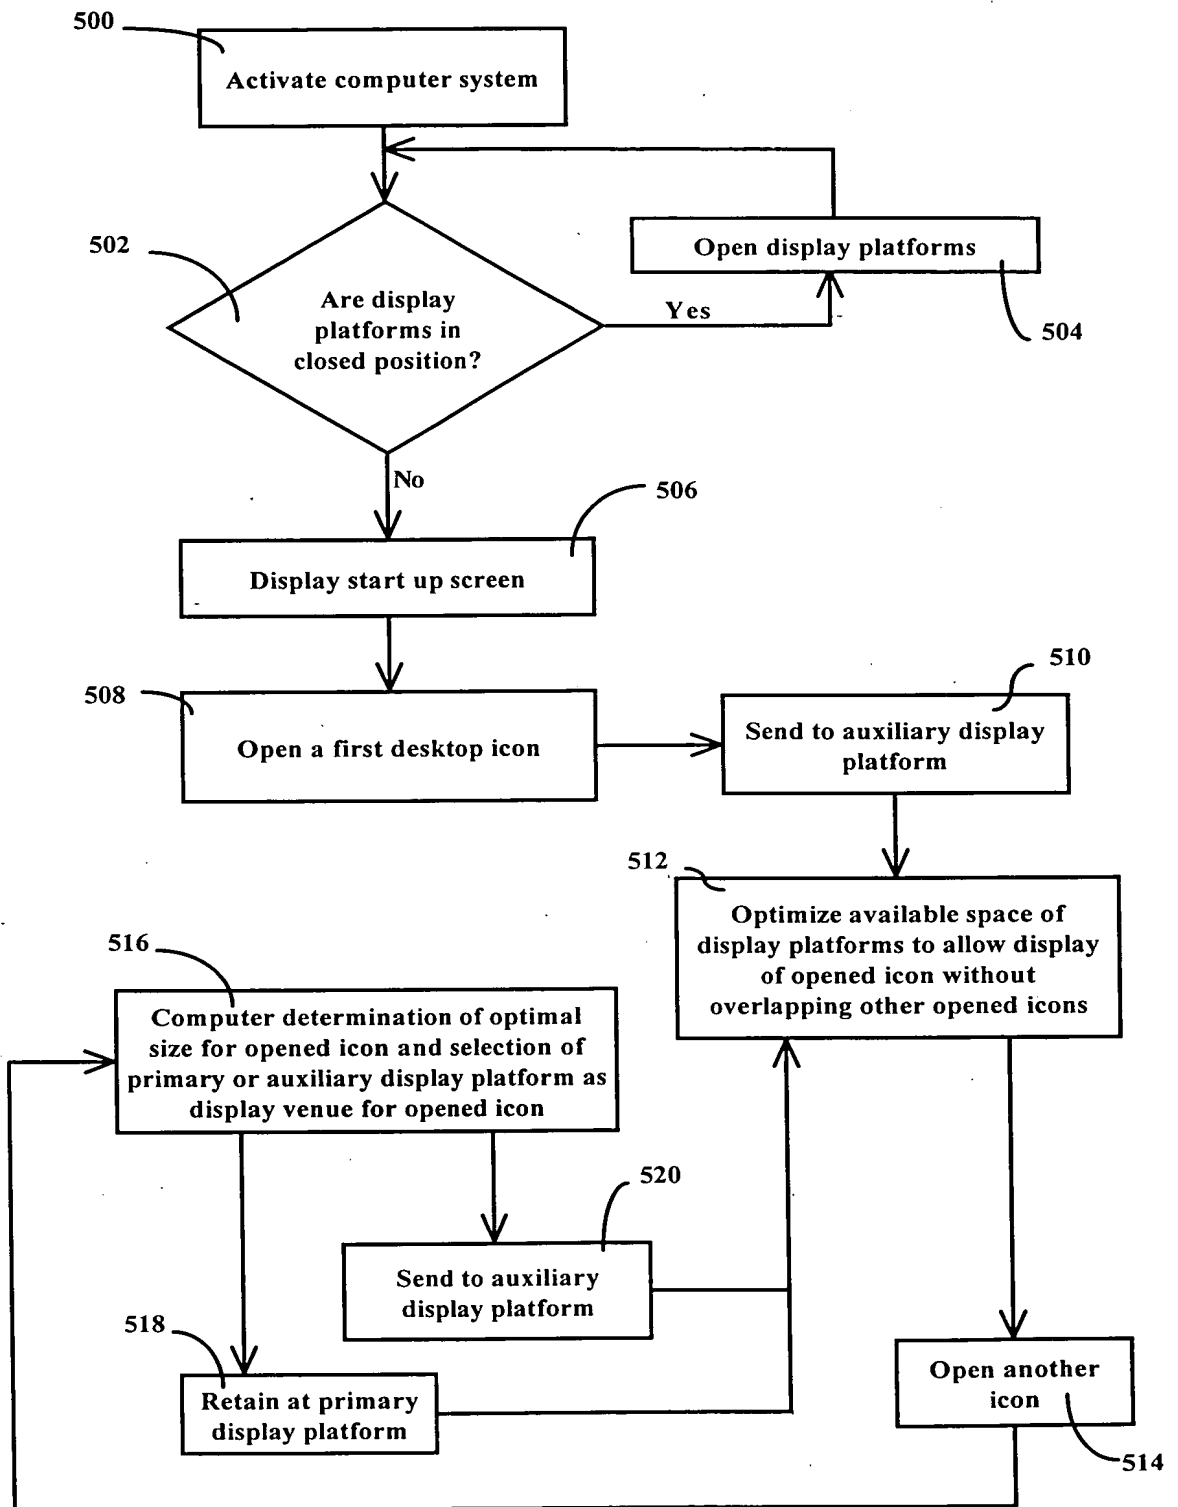 500
Activate computer system
502
Are display
platforms in
closed position?
Yes
Open display platforms
504
No
506
Display start up screen
508
Open a first desktop icon
510
Send to auxiliary display
platform
512
Optimize available space of
display platforms to allow display
of opened icon without
overlapping other opened icons
516
Computer determination of optimal
size for opened icon and selection of
primary or auxiliary display platform as
display venue for opened icon
520
Send to auxiliary
display platform
518
Retain at primary
display platform
Open another
icon
514